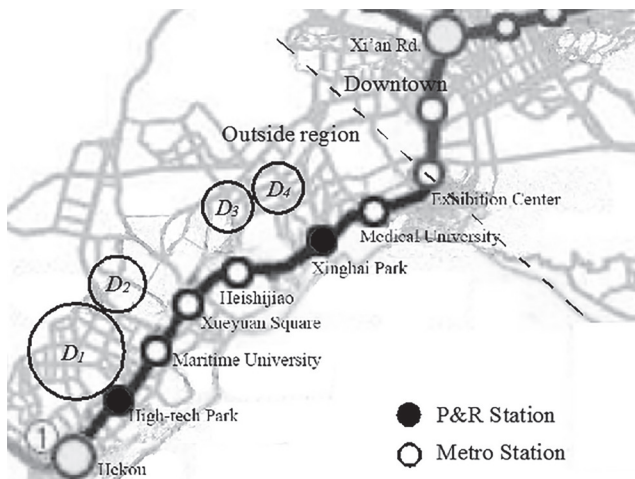 Xi'an Rd.
Downtown
Outside region
D4
D3
Exhibition Center
Medical University
Xinghai Park
D2
Heishijiao
Xueyuan Square
D1
Maritime University
High-tech Park
P&R Station
1
Metro Station
Hekou